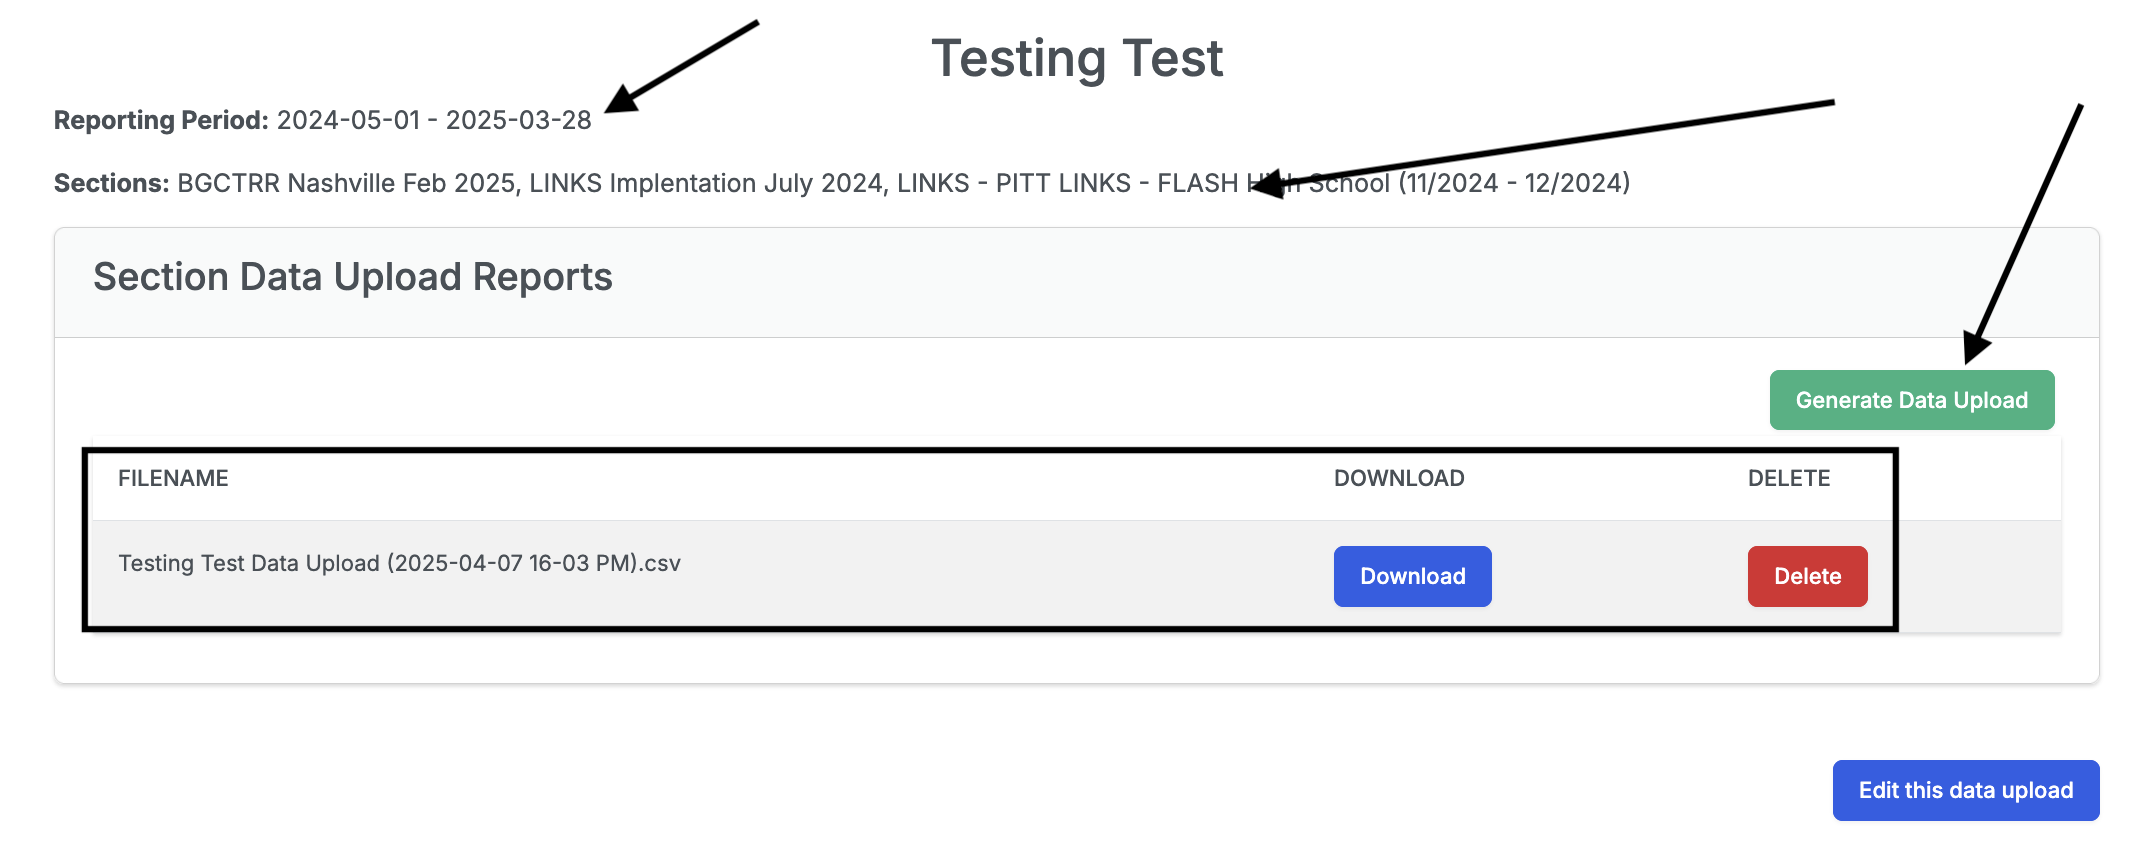 Testing Test
Reporting Period: 2024-05-01 - 2025-03-28
Sections: BGCTRR Nashville Feb 2025, LINKS Implentation July 2024, LINKS - PITT LINKS - FLASH High School (11/2024 - 12/2024)
Section Data Upload Reports
Generate Data Upload
FILENAME DOWNLOAD DELETE
Testing Test Data Upload (2025-04-07 16-03 PM).csv Download Delete
Edit this data upload